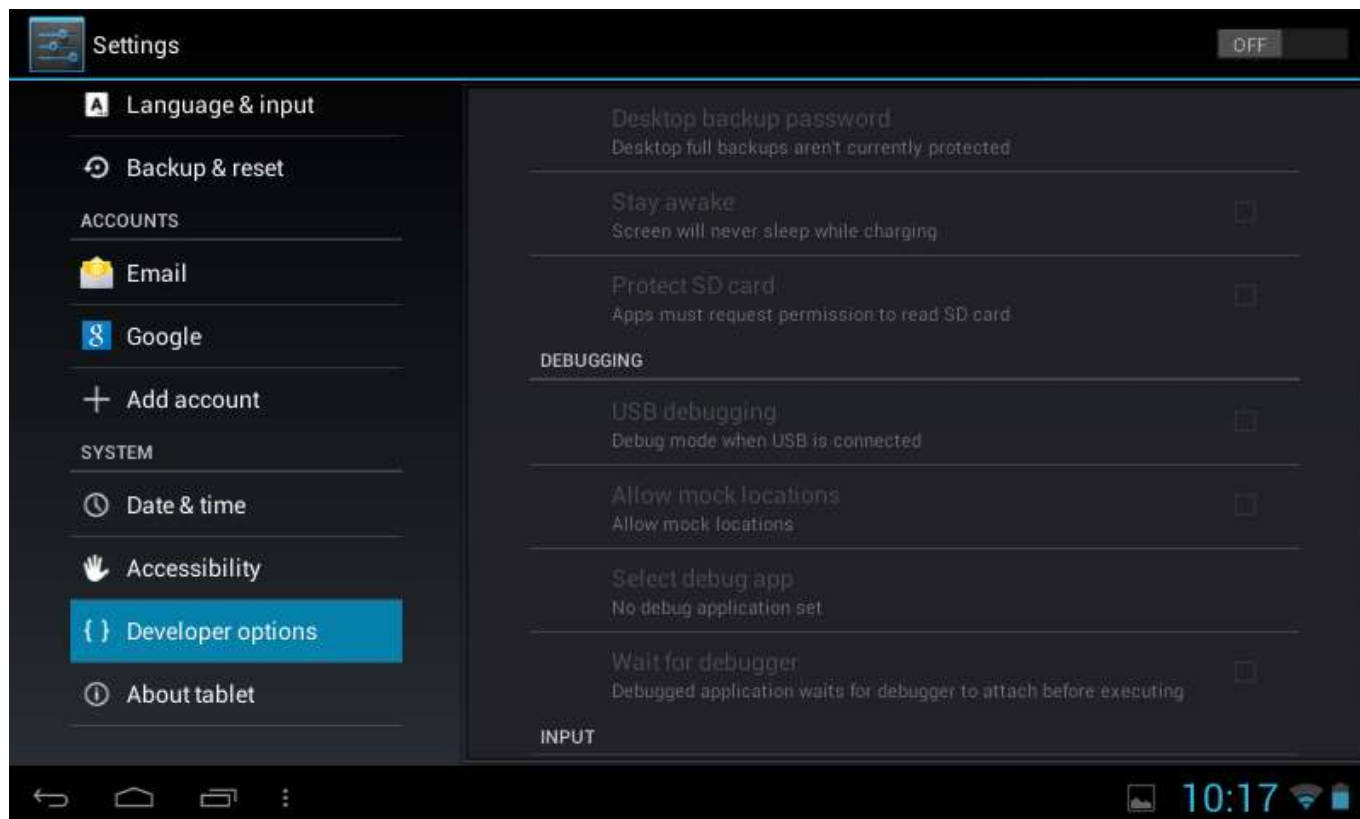 Settings
OFF
Language & input
Backup & reset
ACCOUNTS
Email
Google
Add account
SYSTEM
Date & time
Accessibility
{ } Developer options
About tablet
Desktop backup password
Desktop full backups aren't currently protected
Stay awake
Screen will never sleep while charging
Protect SD card
Apps must request permission to read SD card
DEBUGGING
USB debugging
Debug mode when USB is connected
Allow mock locations
Allow mock locations
Select debug app
No debug application set
Wait for debugger
Debugged application waits for debugger to attach before executing
INPUT
10:17